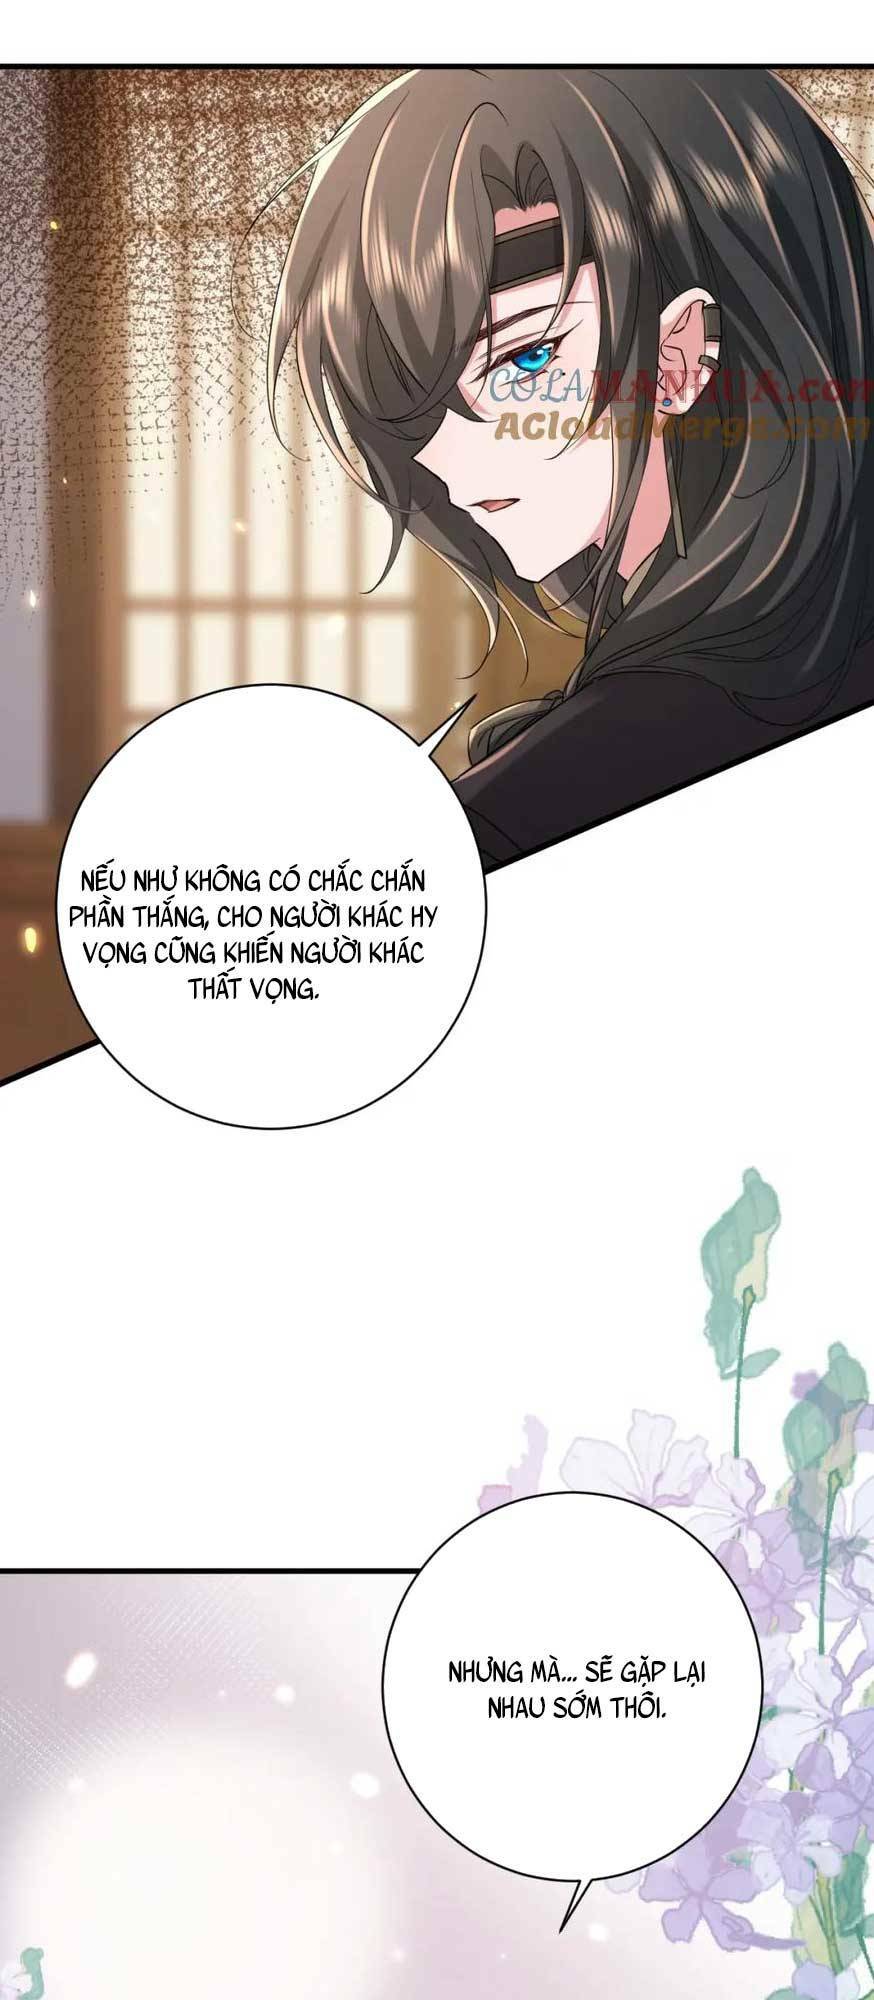 COLAMANHUA.com
ACloudMerge.com
NẾU NHƯ KHÔNG CÓ CHẮC CHẮN
PHẦN THẮNG, CHO NGƯỜI KHÁC HY
VỌNG CŨNG KHIẾN NGƯỜI KHÁC
THẤT VỌNG.
NHƯNG MÀ... SẼ GẶP LẠI
NHAU SỚM THÔI.